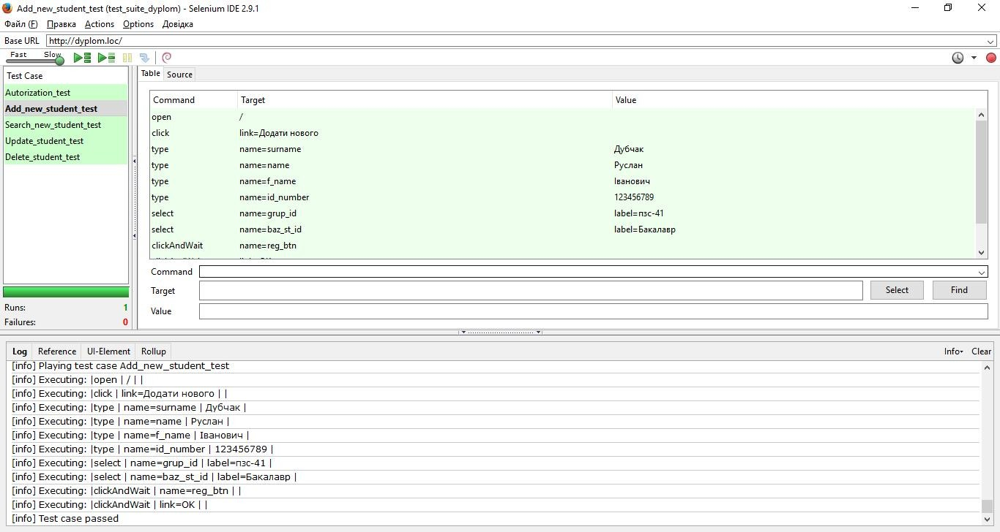 Add_new_student_test (test_suite_dyplom) - Selenium IDE 2.9.1
Файл (F) Правка Actions Options Довідка
Base URL http://dyplom.loc/
Fast Slow
Table Source
Test Case
Autorization_test
Add_new_student_test
Search_new_student_test
Update_student_test
Delete_student_test
Runs: 1
Failures: 0
Command Target Value
open /
click link=Додати нового
type name=surname Дубчак
type name=name Руслан
type name=f_name Іванович
type name=id_number 123456789
select name=grup_id label=пзс-41
select name=baz_st_id label=Бакалавр
clickAndWait name=reg_btn
Command
Target Select Find
Value
Log Reference UI-Element Rollup Info Clear
[info] Playing test case Add_new_student_test
[info] Executing: |open | / | |
[info] Executing: |click | link=Додати нового | |
[info] Executing: |type | name=surname | Дубчак |
[info] Executing: |type | name=name | Руслан |
[info] Executing: |type | name=f_name | Іванович |
[info] Executing: |type | name=id_number | 123456789 |
[info] Executing: |select | name=grup_id | label=пзс-41 |
[info] Executing: |select | name=baz_st_id | label=Бакалавр |
[info] Executing: |clickAndWait | name=reg_btn | |
[info] Executing: |clickAndWait | link=OK | |
[info] Test case passed